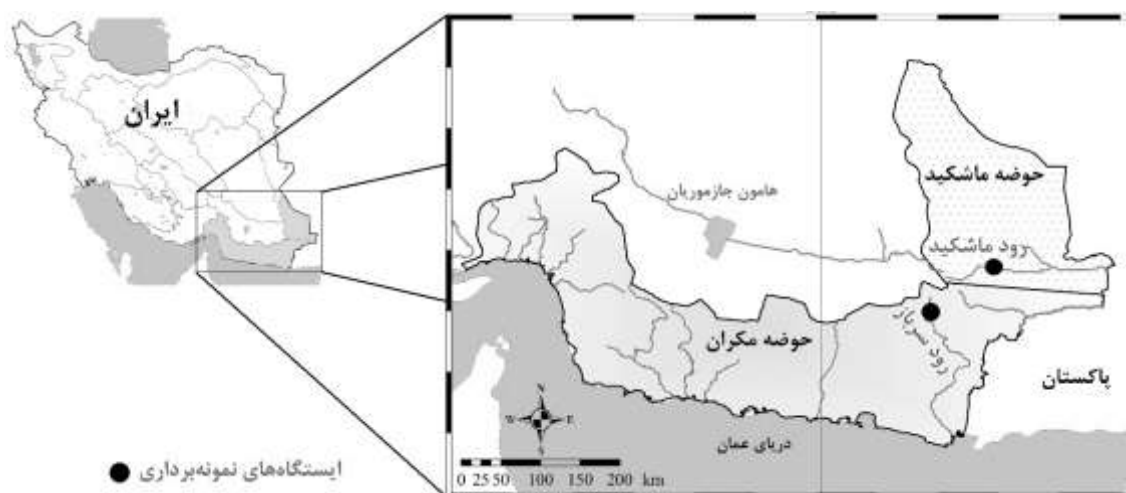 ایران
هامون جازموریان
حوضه ماشکید
رود ماشکید
رود سرباز
حوضه مکران
پاکستان
دریای عمان
N
W
E
S
0 25 50 100 150 200 km
ایستگاه‌های نمونه‌برداری